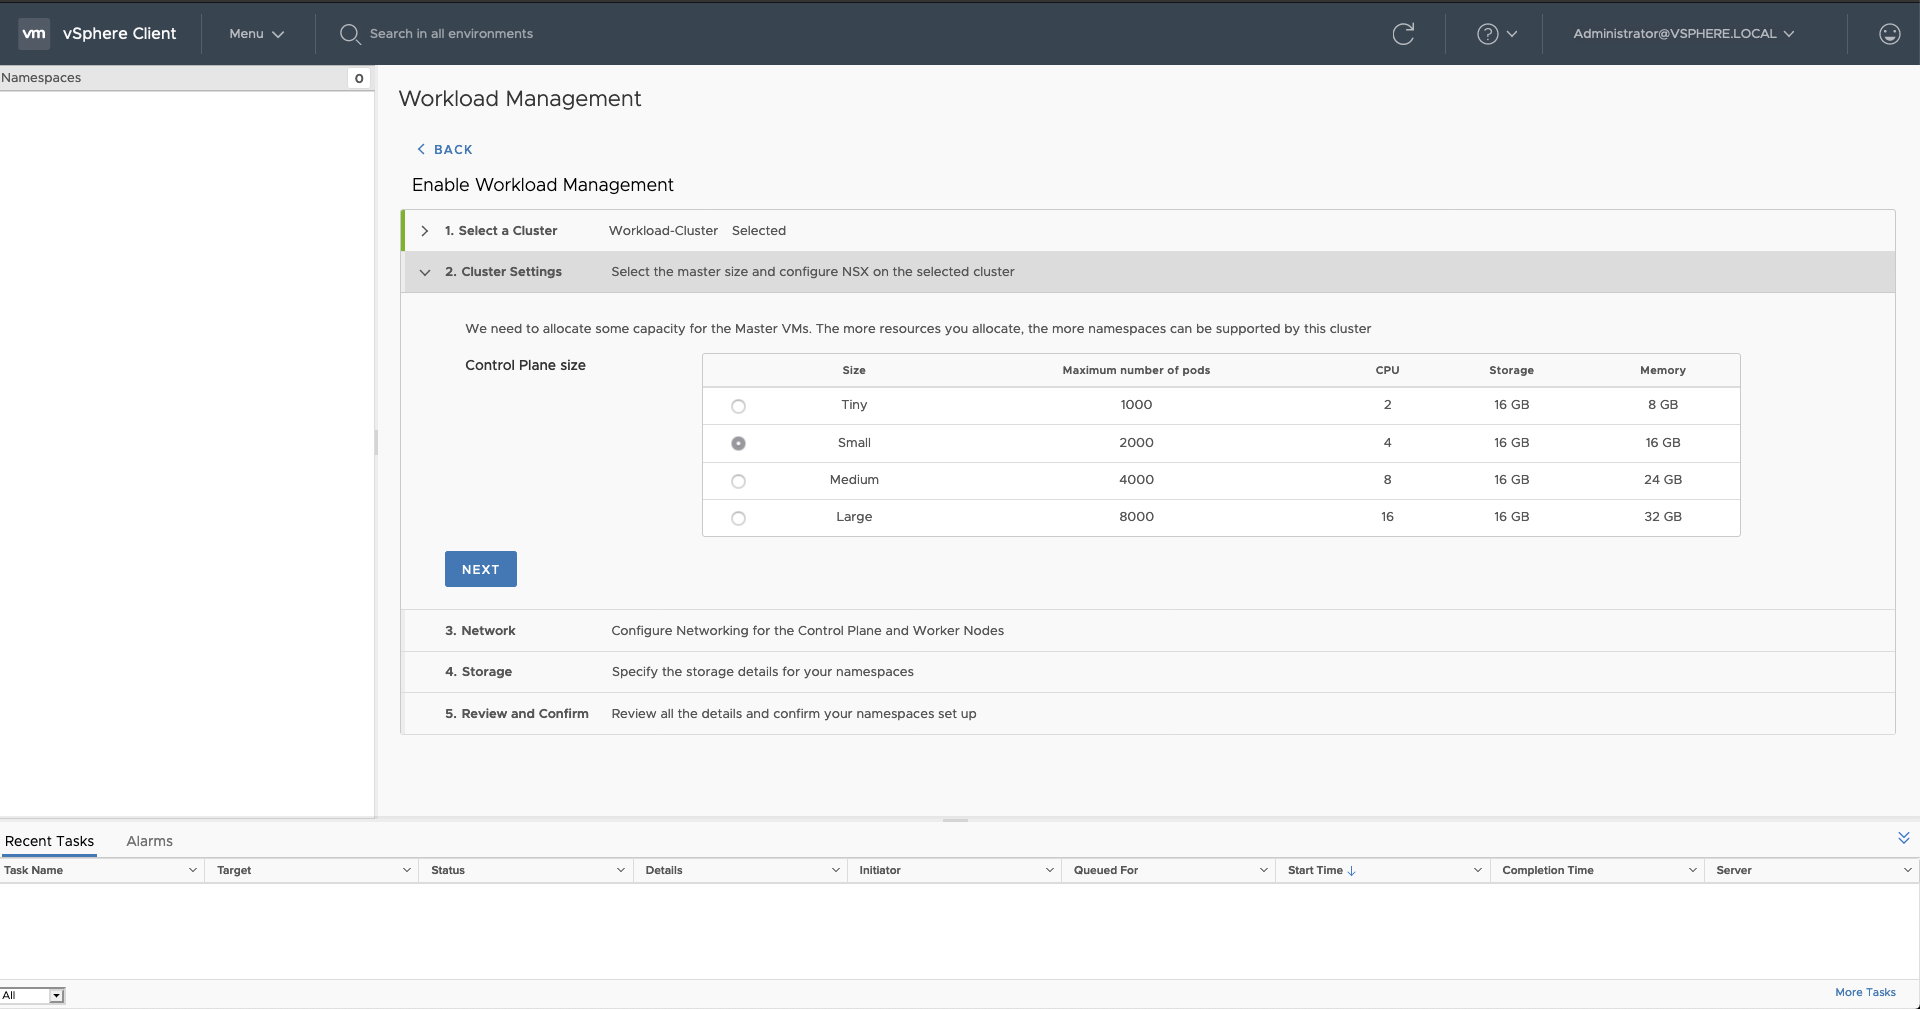 vm vSphere Client Menu Search in all environments ? Administrator@VSPHERE.LOCAL
Namespaces 0
Workload Management
BACK
Enable Workload Management
1. Select a Cluster Workload-Cluster Selected
2. Cluster Settings Select the master size and configure NSX on the selected cluster
We need to allocate some capacity for the Master VMs. The more resources you allocate, the more namespaces can be supported by this cluster
Control Plane size
Size Maximum number of pods CPU Storage Memory
Tiny 1000 2 16 GB 8 GB
Small 2000 4 16 GB 16 GB
Medium 4000 8 16 GB 24 GB
Large 8000 16 16 GB 32 GB
NEXT
3. Network Configure Networking for the Control Plane and Worker Nodes
4. Storage Specify the storage details for your namespaces
5. Review and Confirm Review all the details and confirm your namespaces set up
Recent Tasks Alarms
Task Name Target Status Details Initiator Queued For Start Time Completion Time Server
All
More Tasks